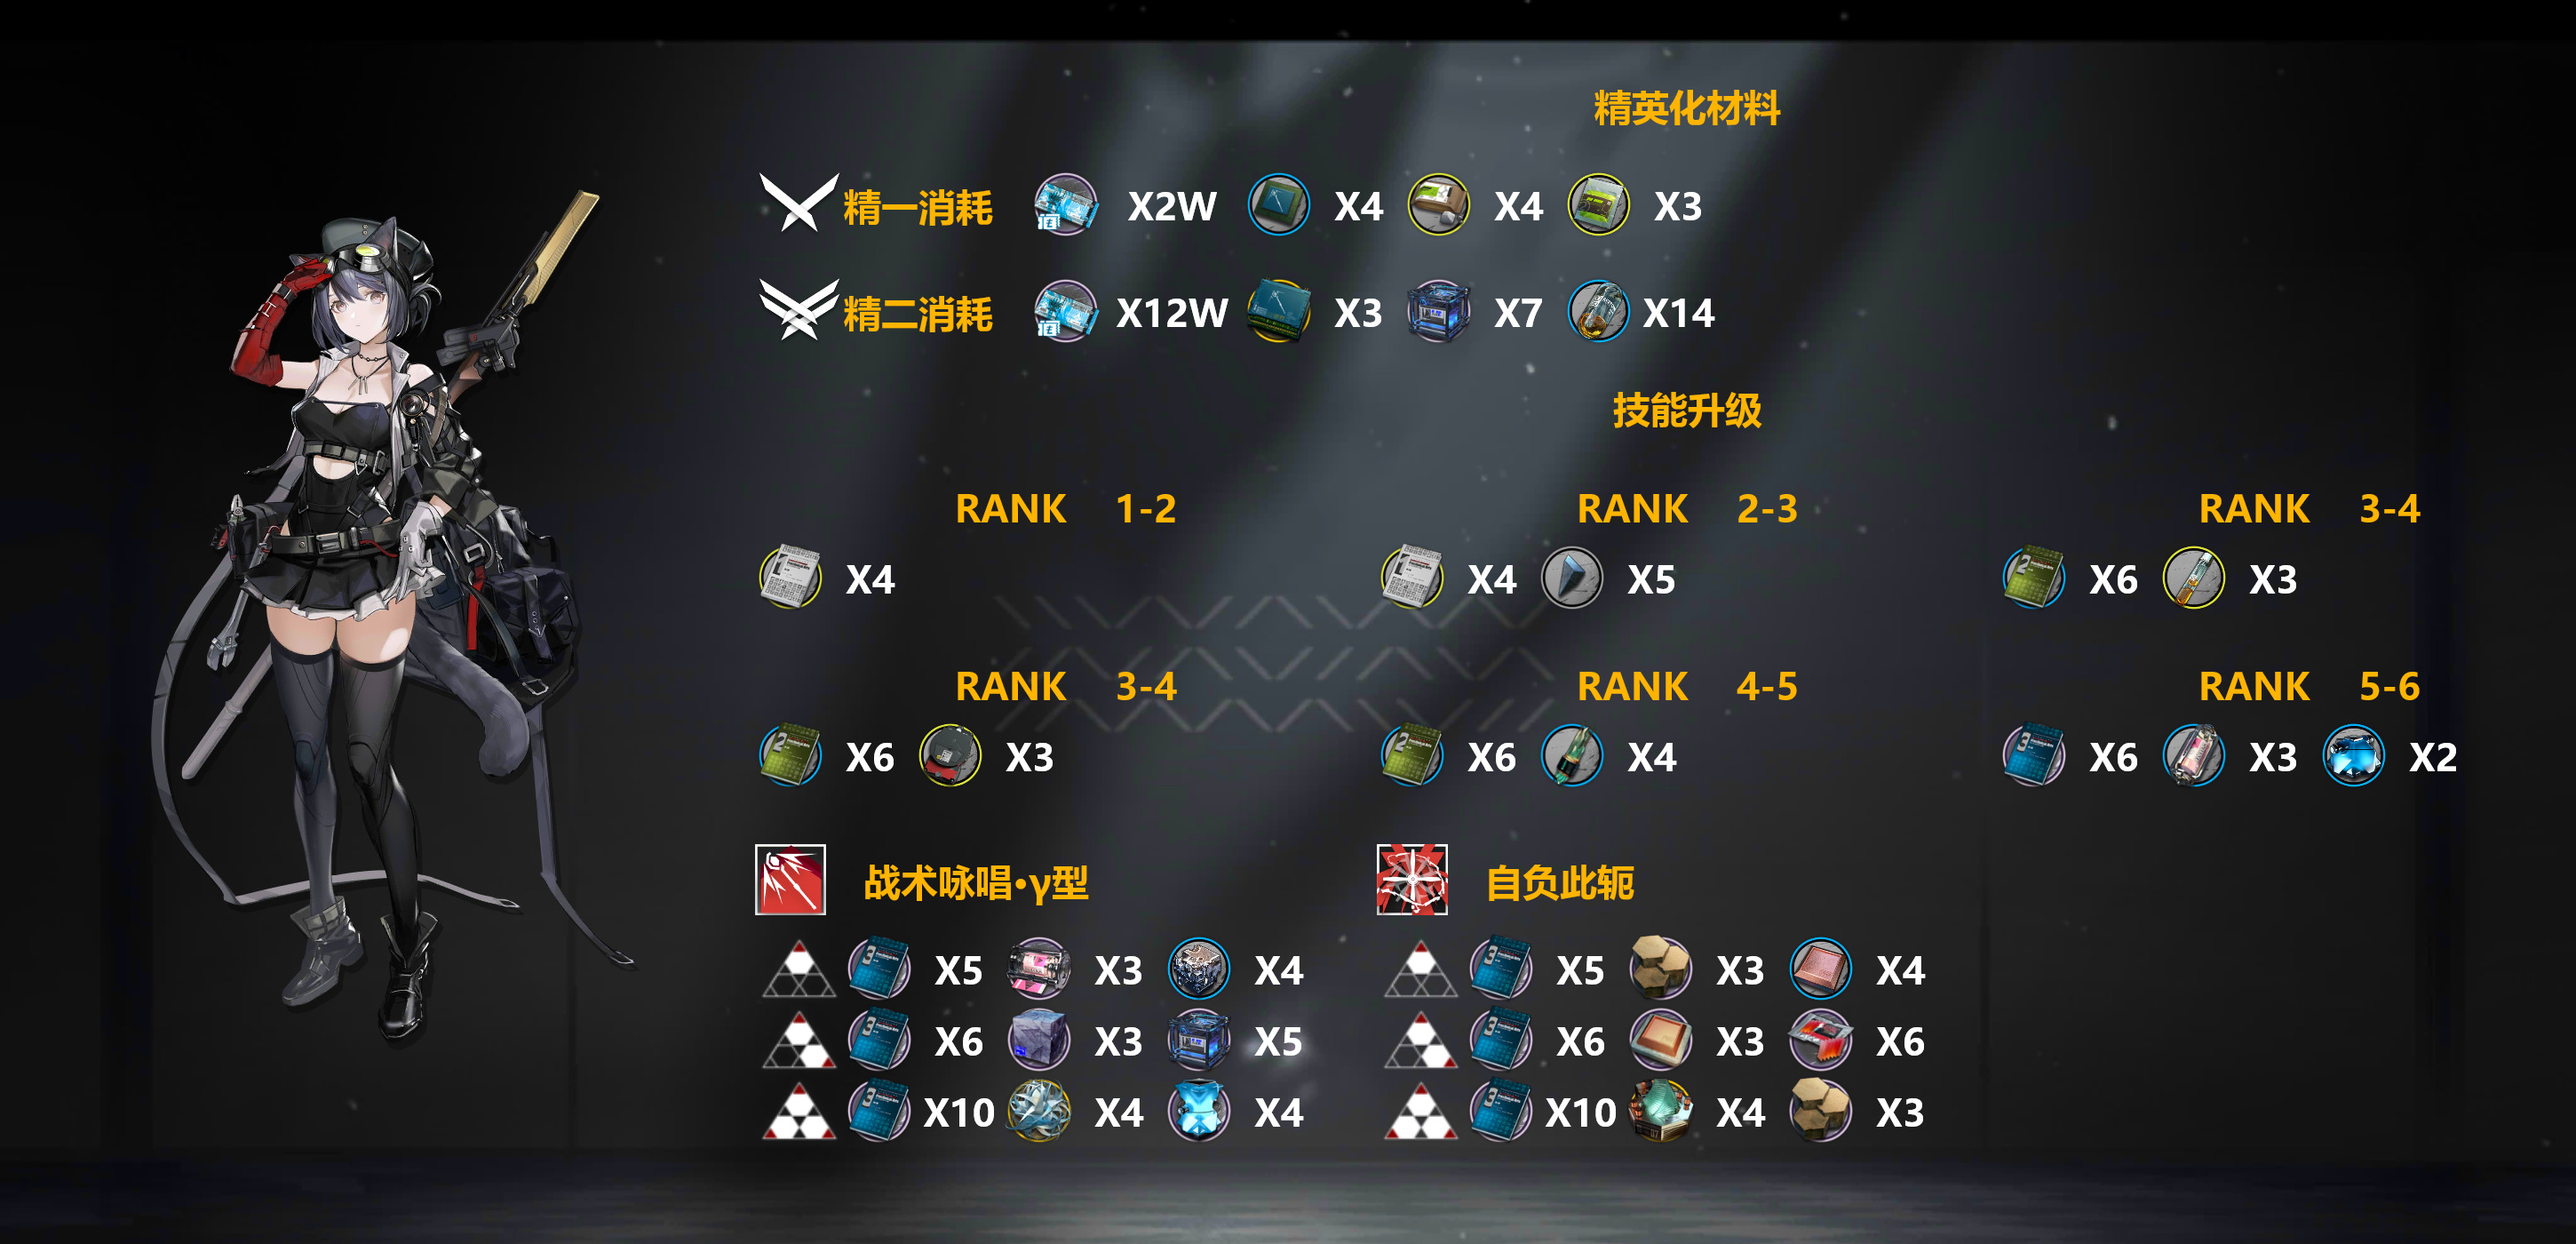 精英化材料
精一消耗 X2W X4 X4 X3
精二消耗 X12W X3 X7 X14
技能升级
RANK 1-2 RANK 2-3 RANK 3-4
X4 X4 X5 X6 X3
RANK 3-4 RANK 4-5 RANK 5-6
X6 X3 X6 X4 X6 X3 X2
战术咏唱·γ型 自负此轭
X5 X3 X4 X5 X3 X4
X6 X3 X5 X6 X3 X6
X10 X4 X4 X10 X4 X3